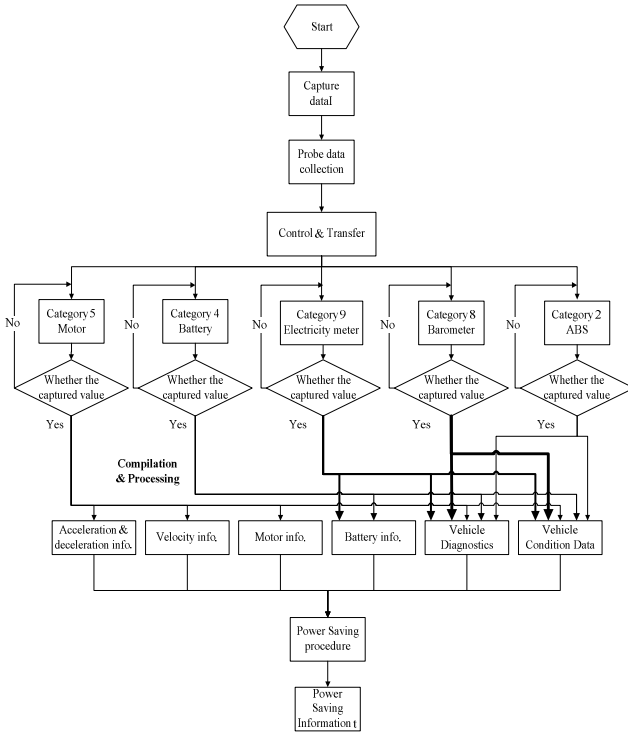 Start
Capture
dataI
Probe data
collection
Control & Transfer
No
Category 5
Motor
No
Category 4
Battery
No
Category 9
Electricity meter
No
Category 8
Barometer
No
Category 2
ABS
Whether the
captured value
Whether the
captured value
Whether the
captured value
Whether the
captured value
Whether the
captured value
Yes
Yes
Yes
Yes
Yes
Compilation
& Processing
Acceleration &
deceleration info.
Velocity info.
Motor info.
Battery info.
Vehicle
Diagnostics
Vehicle
Condition Data
Power Saving
procedure
Power
Saving
Information t